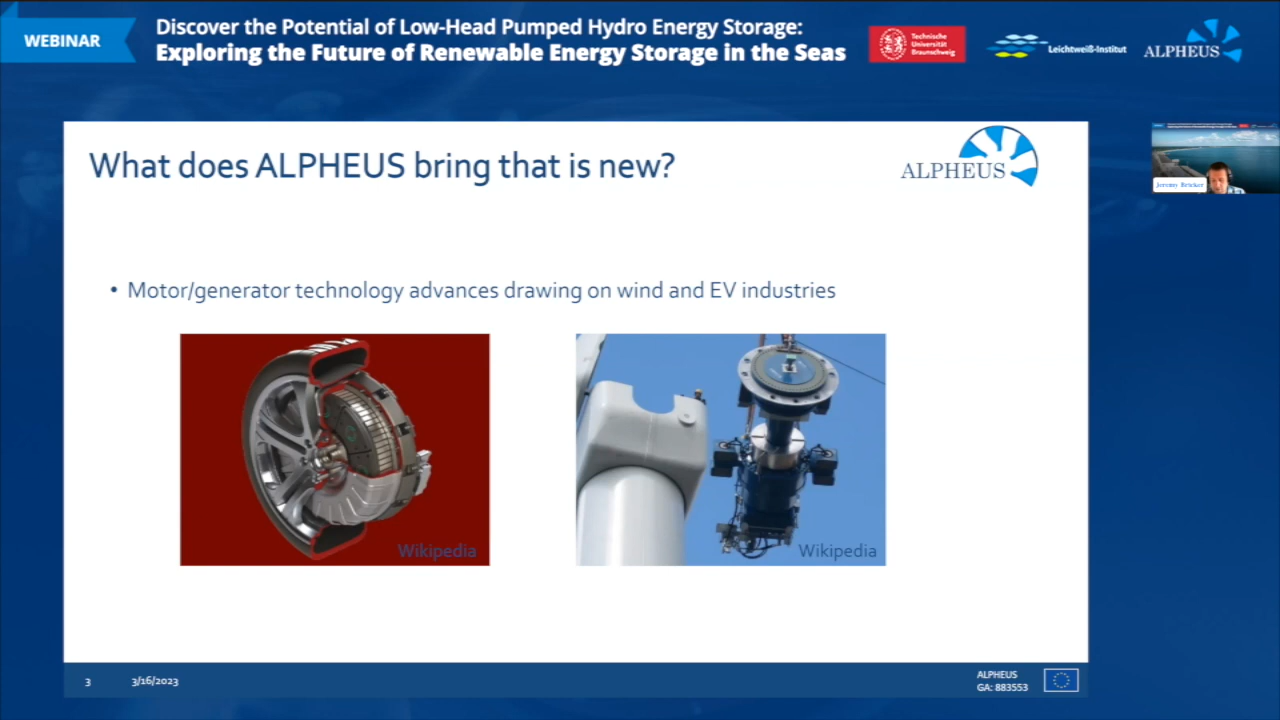 WEBINAR
Discover the Potential of Low-Head Pumped Hydro Energy Storage:
Exploring the Future of Renewable Energy Storage in the Seas
Technische
Universität
Braunschweig
Leichtweiß-Institut
ALPHEUS
What does ALPHEUS bring that is new?
ALPHEUS
Jeremy Bricker
• Motor/generator technology advances drawing on wind and EV industries
Wikipedia
Wikipedia
3
3/16/2023
ALPHEUS
GA: 883553